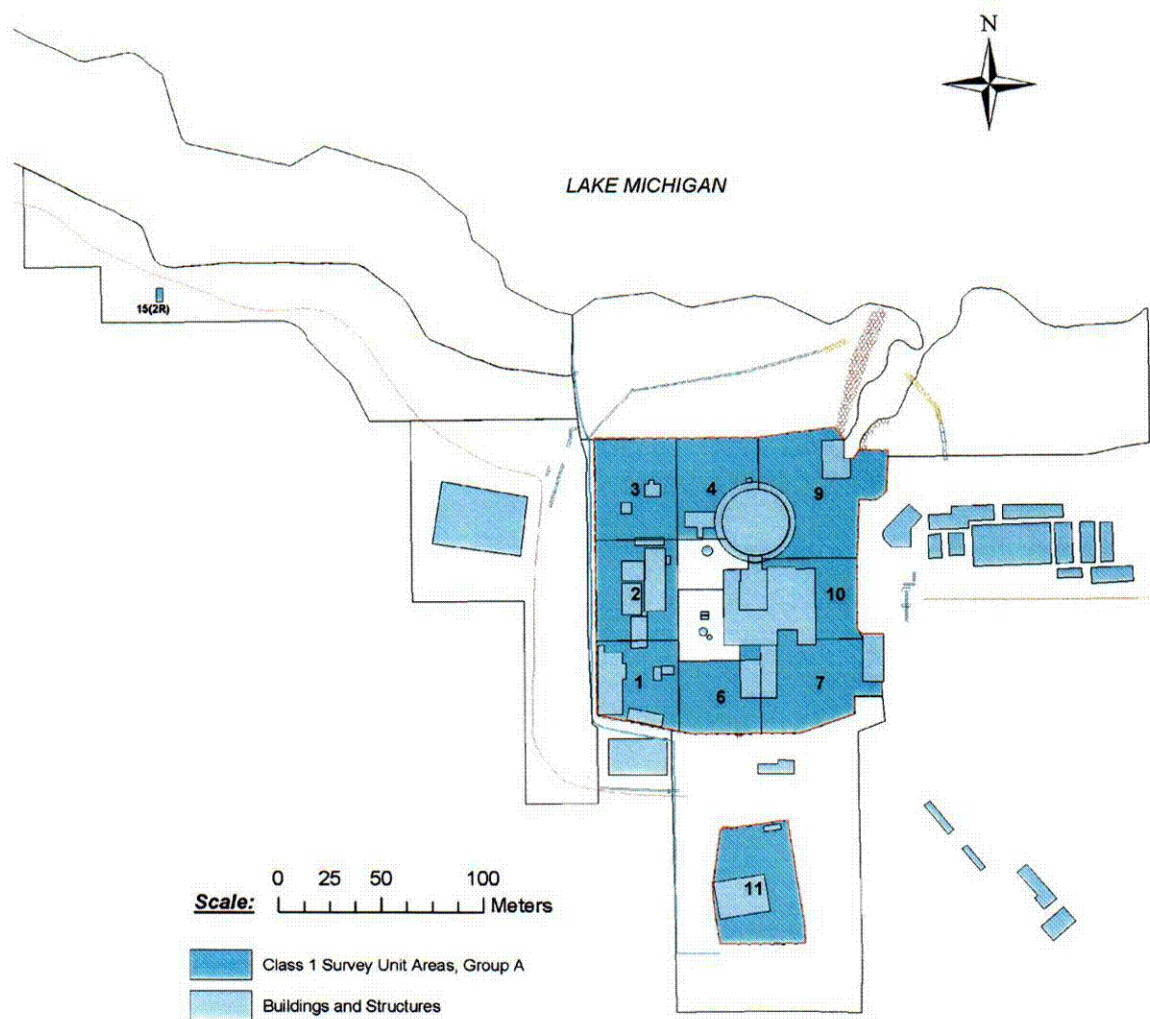 N
LAKE MICHIGAN
15(2R)
3
4
9
2
10
1
6
7
11
0 25 50 100
Scale: Meters
Class 1 Survey Unit Areas, Group A
Buildings and Structures